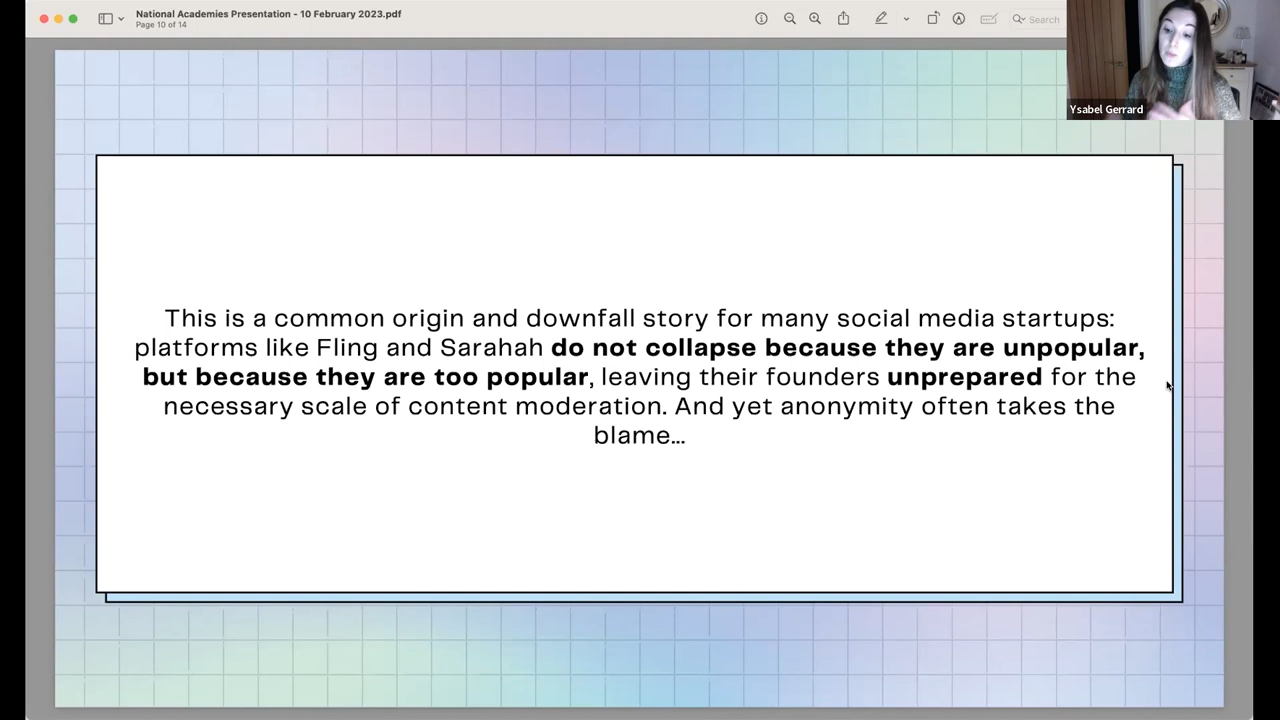 National Academies Presentation - 10 February 2023.pdf
Page 10 of 14
Search
Ysabel Gerrard
This is a common origin and downfall story for many social media startups:
platforms like Fling and Sarahah do not collapse because they are unpopular,
but because they are too popular, leaving their founders unprepared for the
necessary scale of content moderation. And yet anonymity often takes the
blame...